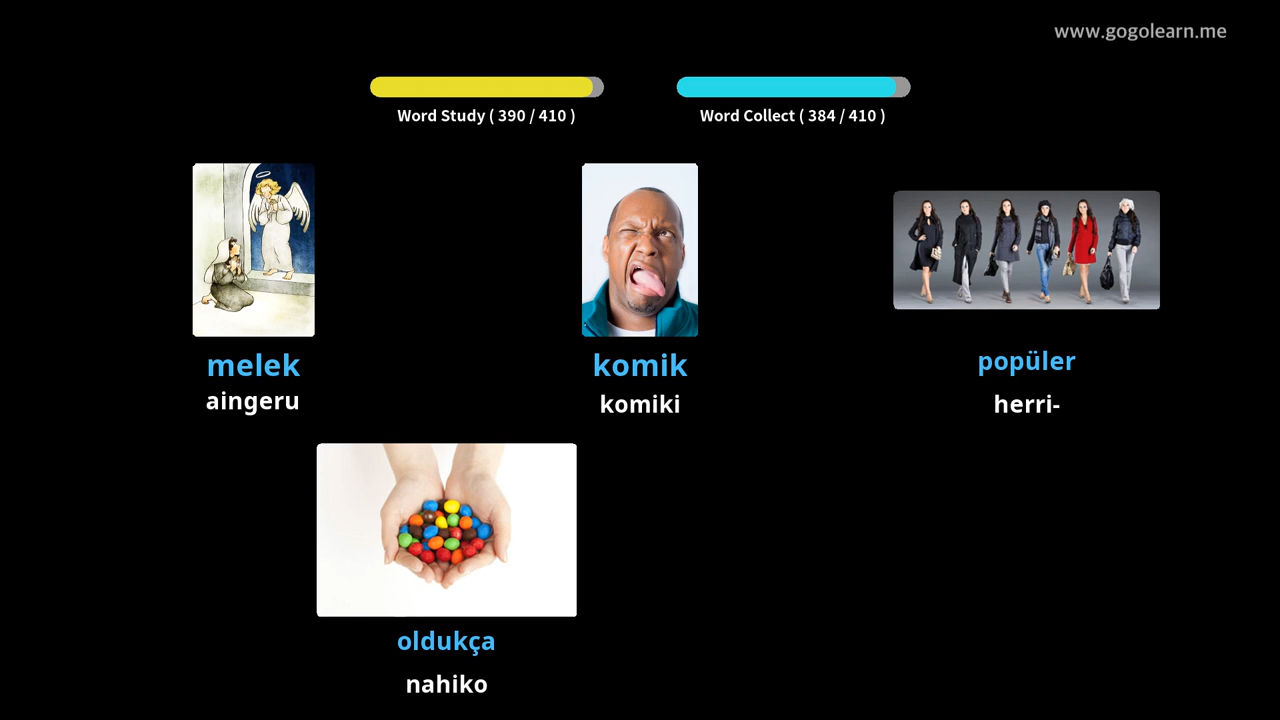 www.gogolearn.me
Word Study ( 390 / 410 )
Word Collect ( 384 / 410 )
melek
aingeru
komik
komiki
popüler
herri-
oldukça
nahiko